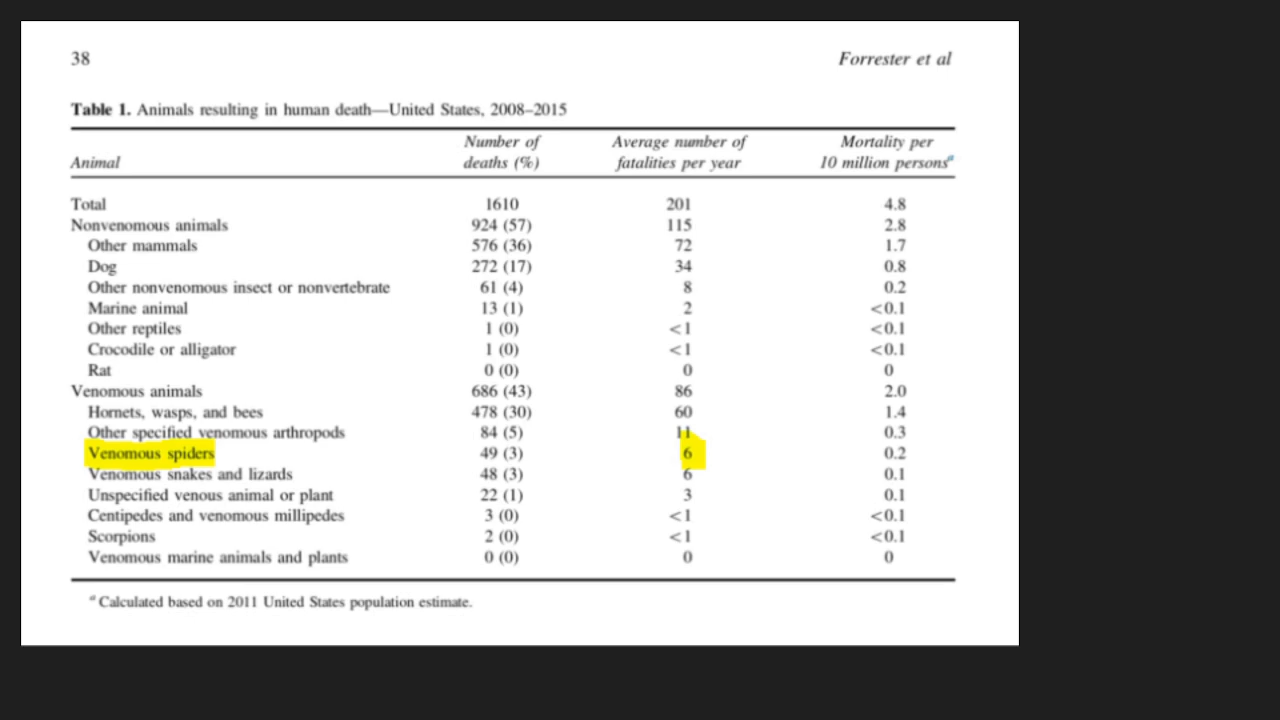 38 Forrester et al
Table 1. Animals resulting in human death—United States, 2008–2015
Number of Average number of Mortality per
Animal deaths (%) fatalities per year 10 million persons^a
Total 1610 201 4.8
Nonvenomous animals 924 (57) 115 2.8
Other mammals 576 (36) 72 1.7
Dog 272 (17) 34 0.8
Other nonvenomous insect or nonvertebrate 61 (4) 8 0.2
Marine animal 13 (1) 2 <0.1
Other reptiles 1 (0) <1 <0.1
Crocodile or alligator 1 (0) <1 <0.1
Rat 0 (0) 0 0
Venomous animals 686 (43) 86 2.0
Hornets, wasps, and bees 478 (30) 60 1.4
Other specified venomous arthropods 84 (5) 11 0.3
Venomous spiders 49 (3) 6 0.2
Venomous snakes and lizards 48 (3) 6 0.1
Unspecified venous animal or plant 22 (1) 3 0.1
Centipedes and venomous millipedes 3 (0) <1 <0.1
Scorpions 2 (0) <1 <0.1
Venomous marine animals and plants 0 (0) 0 0
^a Calculated based on 2011 United States population estimate.